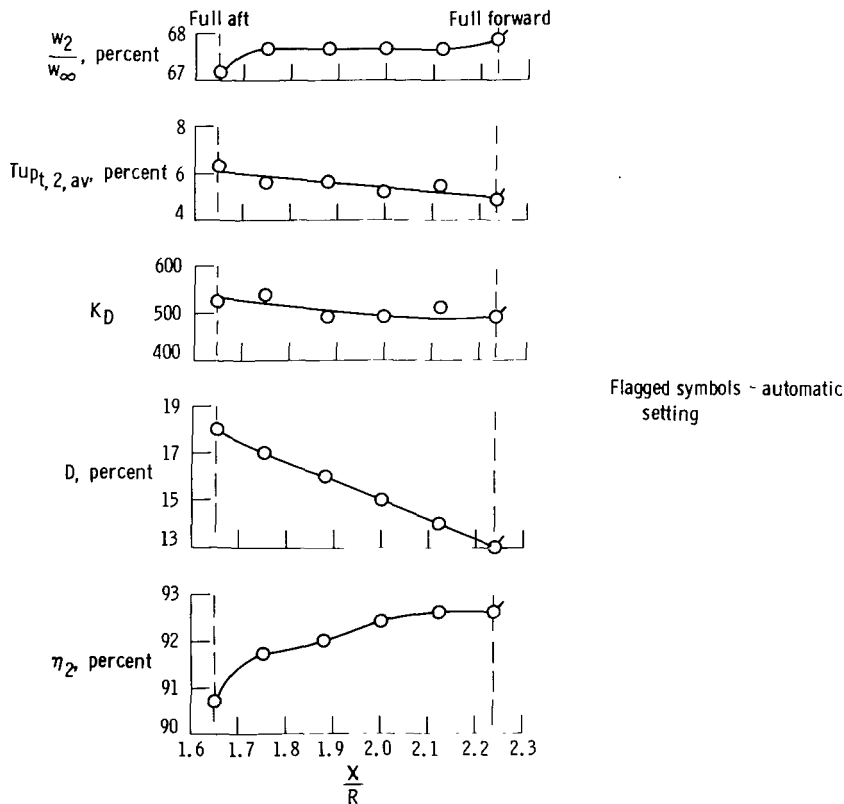 Full aft
Full forward
68
w2/w∞, percent
67
8
Tup t, 2, av, percent
6
4
600
KD
500
400
Flagged symbols - automatic
setting
19
17
D, percent
15
13
93
92
η2, percent
91
90
1.6 1.7 1.8 1.9 2.0 2.1 2.2 2.3
X/R